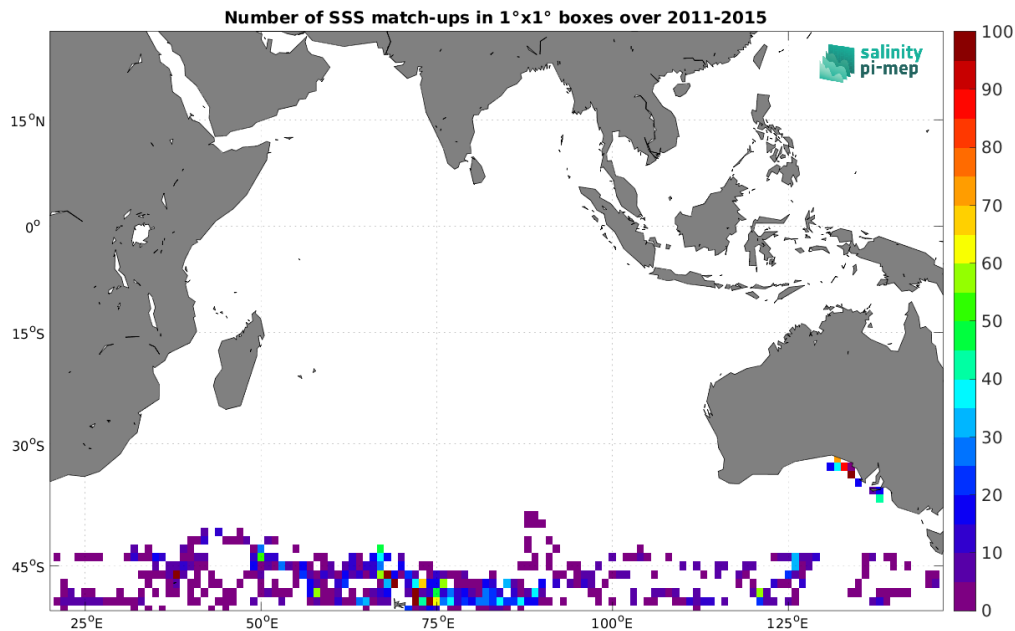 Number of SSS match-ups in 1°x1° boxes over 2011-2015
salinity
pi-mep
100
90
80
70
60
50
40
30
20
10
0
15°N
0°
15°S
30°S
45°S
25°E
50°E
75°E
100°E
125°E